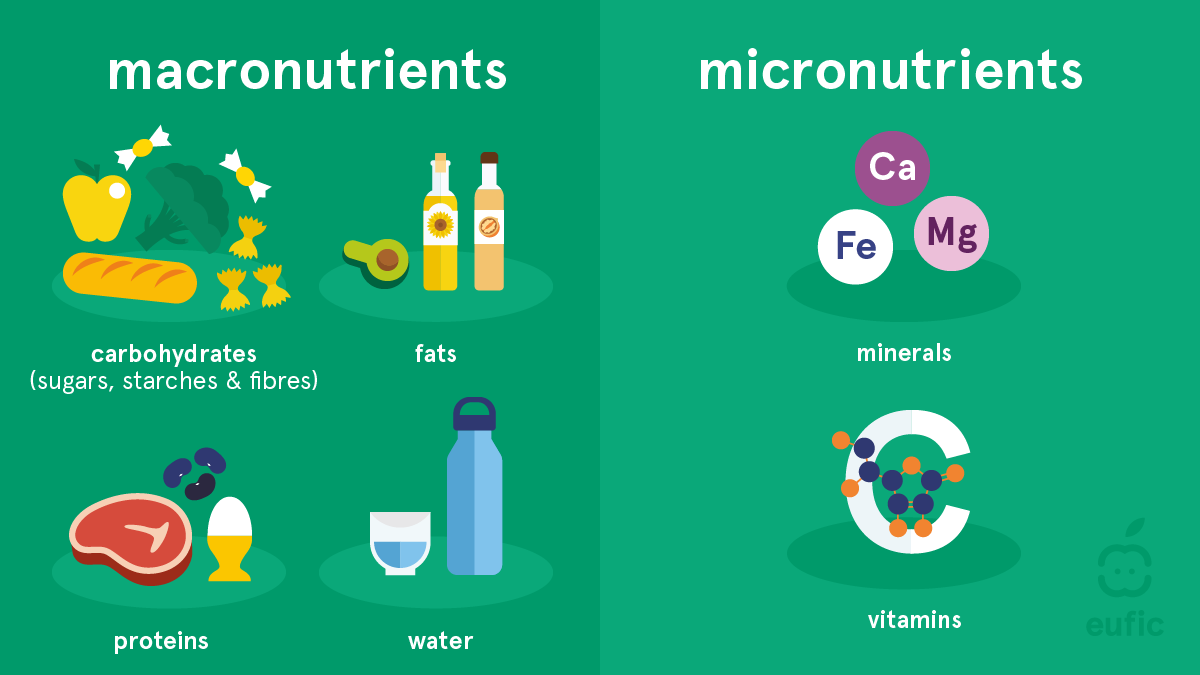 macronutrients
micronutrients
carbohydrates
(sugars, starches & fibres)
fats
Ca
Fe
Mg
minerals
proteins
water
C
vitamins
eufic